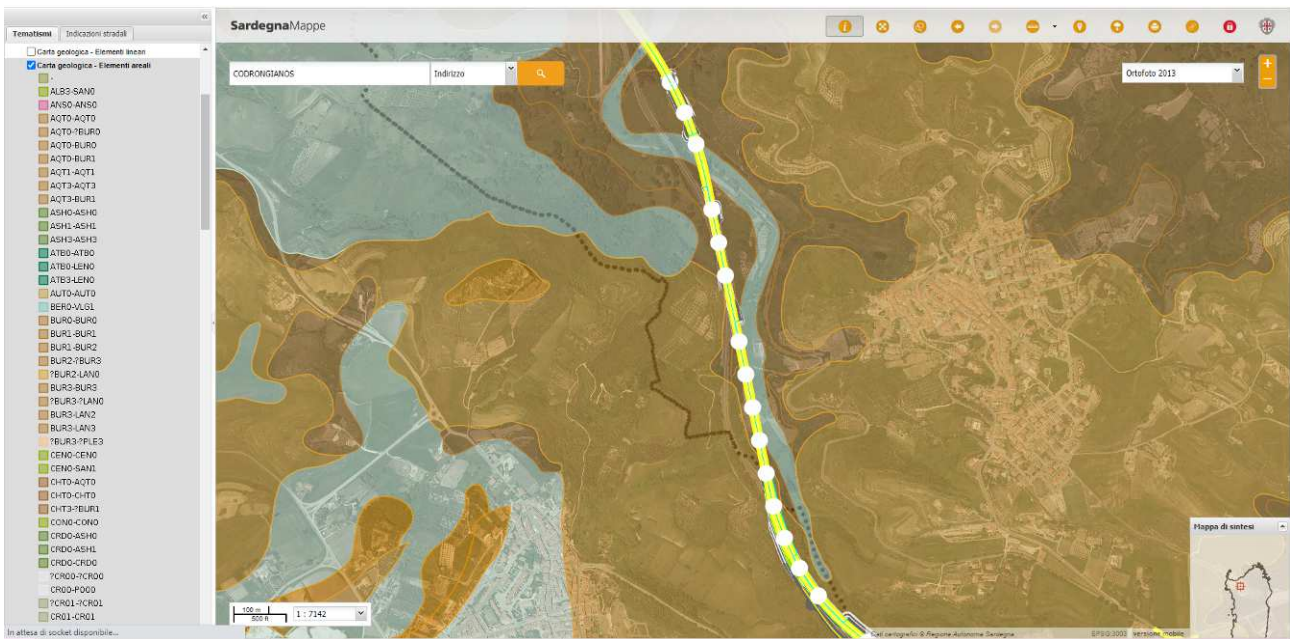 «
Tematismi Indicazioni stradali
Carta geologica - Elementi lineari
Carta geologica - Elementi areali
-
ALB3-SAN0
ANS0-ANS0
AQT0-AQT0
AQT0-?BUR0
AQT0-BUR0
AQT0-BUR1
AQT1-AQT1
AQT3-AQT3
AQT3-BUR1
ASH0-ASH0
ASH1-ASH1
ASH3-ASH3
ATB0-ATB0
ATB0-LEN0
ATB3-LEN0
AUT0-AUT0
BER0-VLG1
BUR0-BUR0
BUR1-BUR1
BUR1-BUR2
BUR2-?BUR3
?BUR2-LAN0
BUR3-BUR3
?BUR3-?LAN0
BUR3-LAN2
BUR3-LAN3
?BUR3-?PLE3
CEN0-CEN0
CEN0-SAN1
CHT0-AQT0
CHT0-CHT0
CHT3-?BUR1
CON0-CON0
CRD0-ASH0
CRD0-ASH1
CRD0-CRD0
?CR00-?CR00
CR00-PO00
?CR01-?CR01
CR01-CR01
In attesa di socket disponibile...
SardegnaMappe
CODRONGIANOS Indirizzo
Ortofoto 2013
+
−
Mappa di sintesi
100 m
500 ft
1 : 7142
Dati cartografici © Regione Autonoma Sardegna EPSG:3003 versione mobile